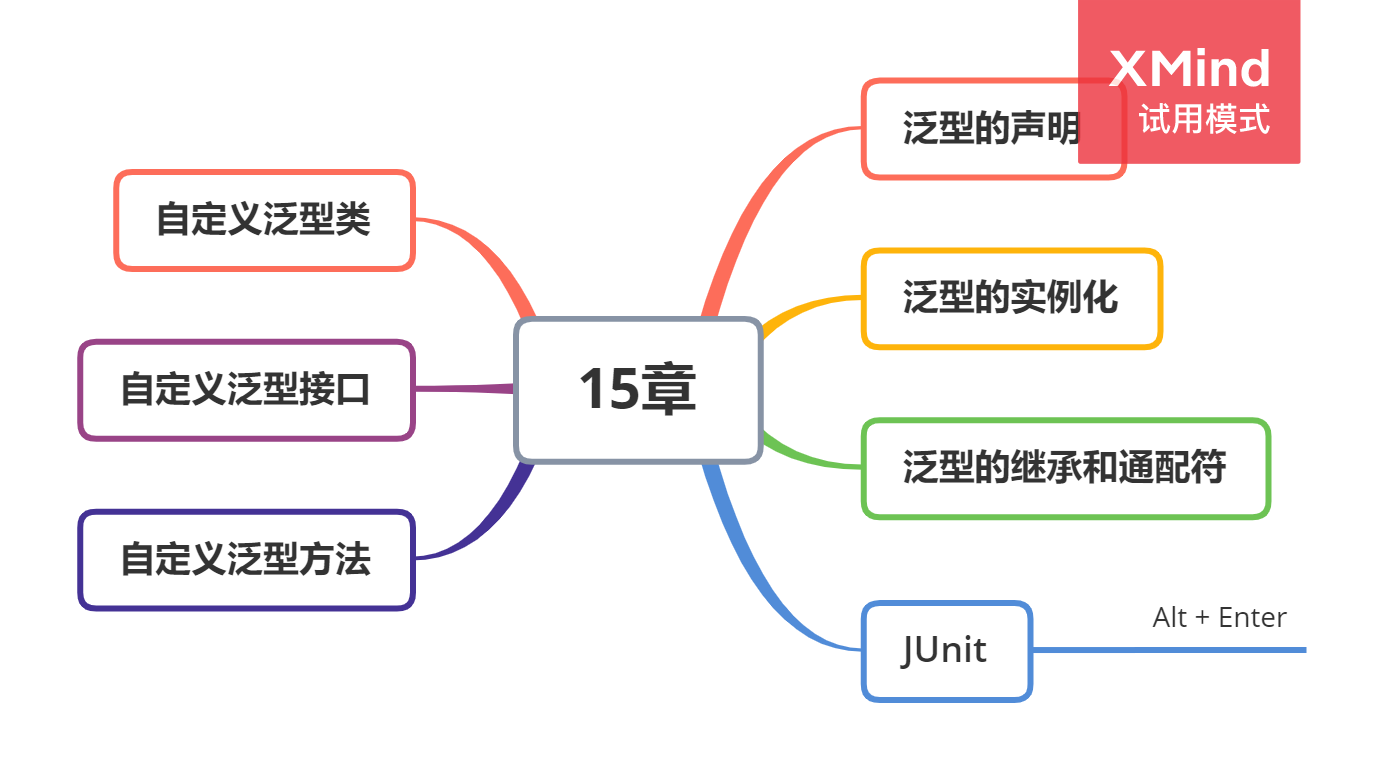 XMind
试用模式
泛型的声明
自定义泛型类
泛型的实例化
15章
自定义泛型接口
泛型的继承和通配符
自定义泛型方法
Alt + Enter
JUnit